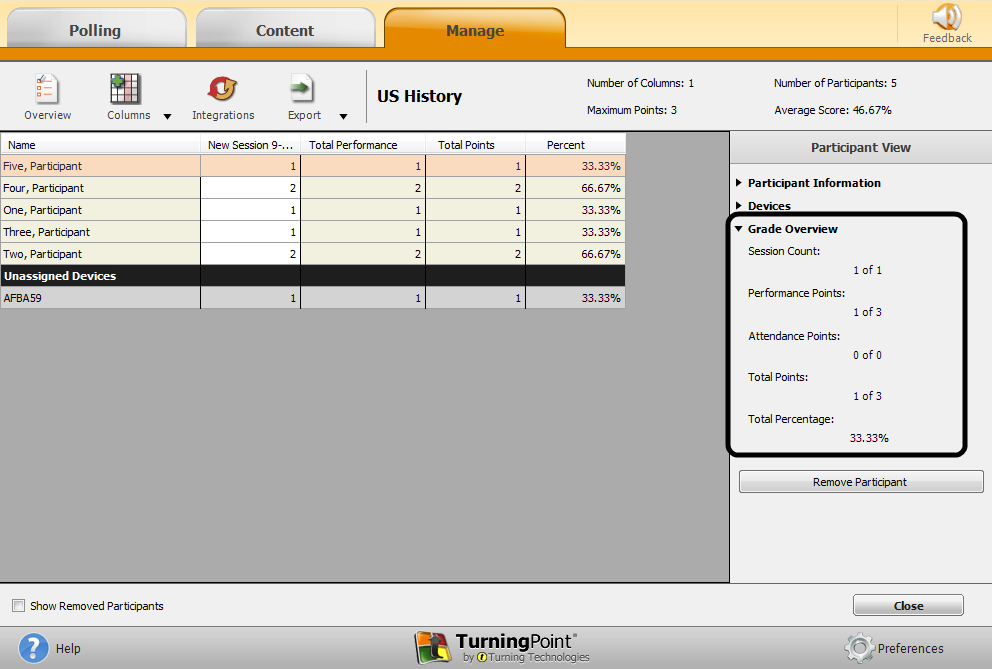 Polling
Content
Manage
Feedback
Overview
Columns
Integrations
Export
US History
Number of Columns: 1
Number of Participants: 5
Maximum Points: 3
Average Score: 46.67%
Name New Session 9-... Total Performance Total Points Percent
Five, Participant 1 1 1 33.33%
Four, Participant 2 2 2 66.67%
One, Participant 1 1 1 33.33%
Three, Participant 1 1 1 33.33%
Two, Participant 2 2 2 66.67%
Unassigned Devices
AFBA59 1 1 1 33.33%
Participant View
Participant Information
Devices
Grade Overview
Session Count:
1 of 1
Performance Points:
1 of 3
Attendance Points:
0 of 0
Total Points:
1 of 3
Total Percentage:
33.33%
Remove Participant
Show Removed Participants
Close
? Help
TurningPoint®
by Turning Technologies
Preferences